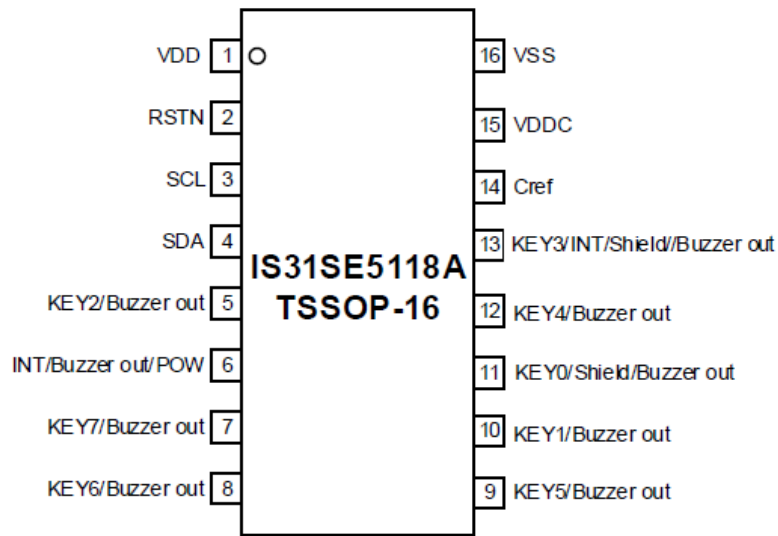 VDD 1 16 VSS
RSTN 2 15 VDDC
SCL 3 14 Cref
SDA 4 13 KEY3/INT/Shield//Buzzer out
IS31SE5118A
KEY2/Buzzer out 5 TSSOP-16 12 KEY4/Buzzer out
INT/Buzzer out/POW 6 11 KEY0/Shield/Buzzer out
KEY7/Buzzer out 7 10 KEY1/Buzzer out
KEY6/Buzzer out 8 9 KEY5/Buzzer out